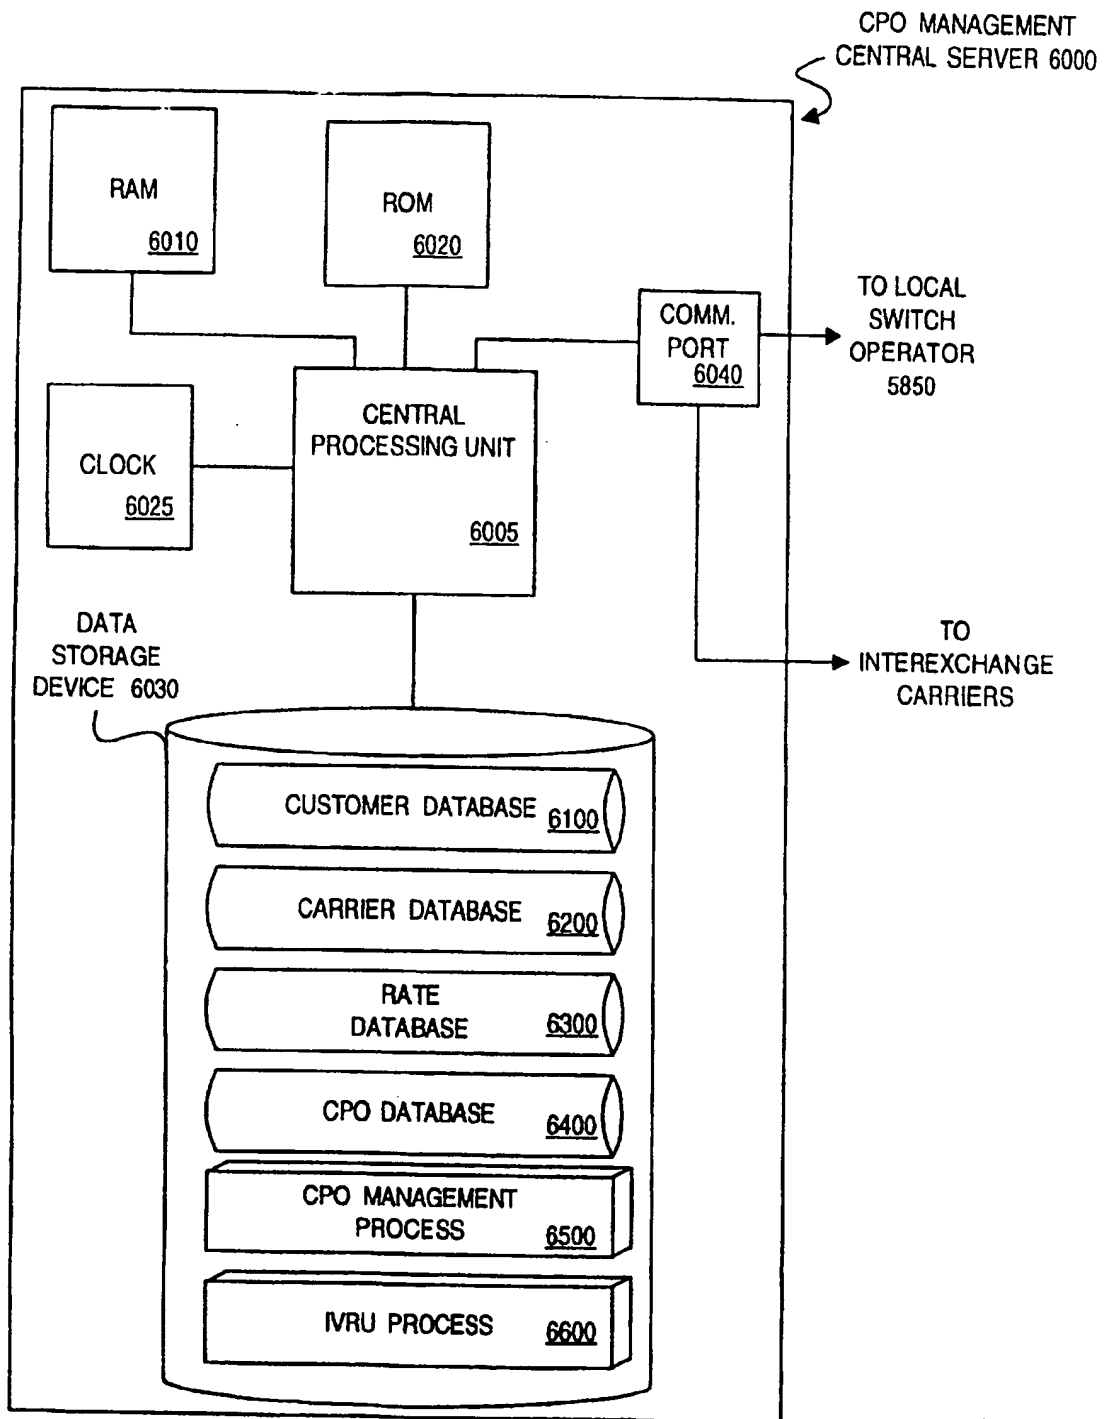 CPO MANAGEMENT
CENTRAL SERVER 6000
RAM
6010
ROM
6020
COMM.
PORT
6040
TO LOCAL
SWITCH
OPERATOR
5850
CLOCK
6025
CENTRAL
PROCESSING UNIT
6005
DATA
STORAGE
DEVICE 6030
TO
INTEREXCHANGE
CARRIERS
CUSTOMER DATABASE 6100
CARRIER DATABASE 6200
RATE
DATABASE 6300
CPO DATABASE 6400
CPO MANAGEMENT
PROCESS 6500
IVRU PROCESS 6600